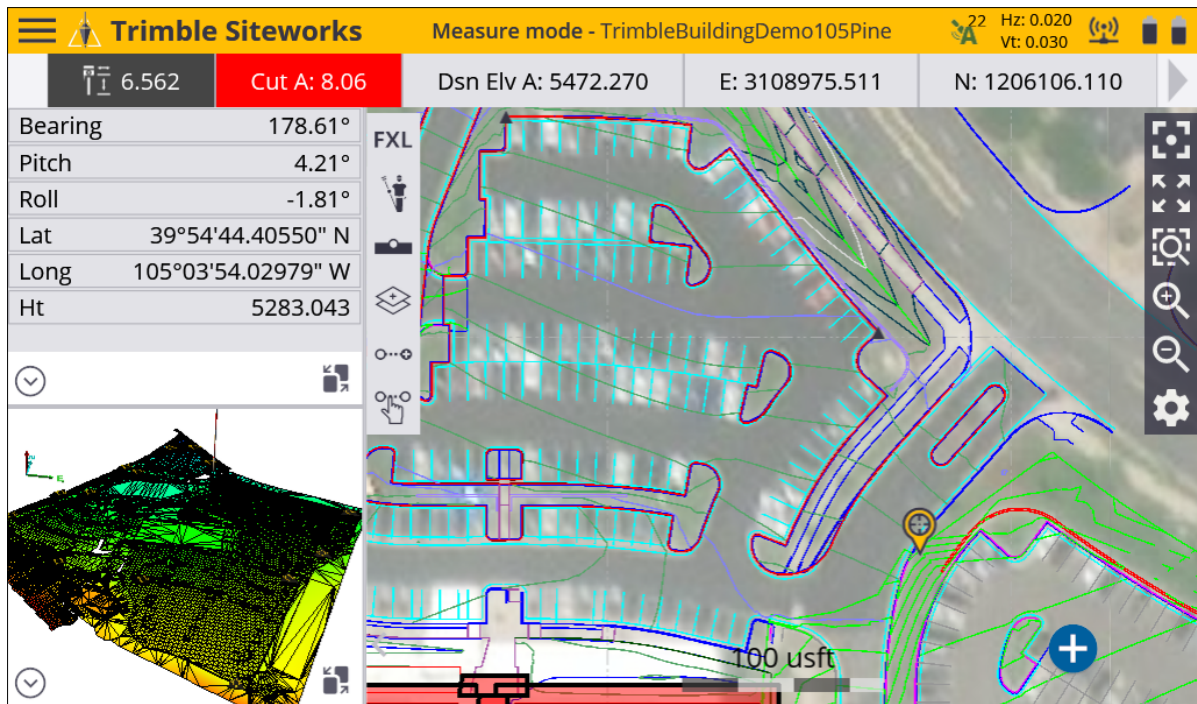 Trimble Siteworks
Measure mode - TrimbleBuildingDemo105Pine
22
Hz: 0.020
Vt: 0.030
6.562
Cut A: 8.06
Dsn Elv A: 5472.270
E: 3108975.511
N: 1206106.110
Bearing 178.61°
Pitch 4.21°
Roll -1.81°
Lat 39°54'44.40550" N
Long 105°03'54.02979" W
Ht 5283.043
FXL
100 usft